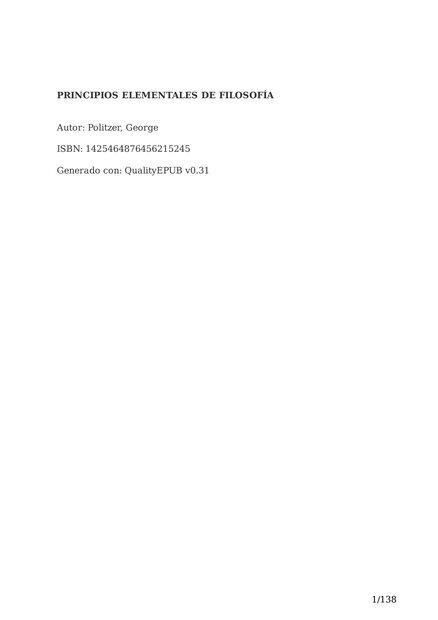 PRINCIPIOS ELEMENTALES DE FILOSOFÍA
Autor: Politzer, George
ISBN: 1425464876456215245
Generado con: QualityEPUB v0.31
1/138